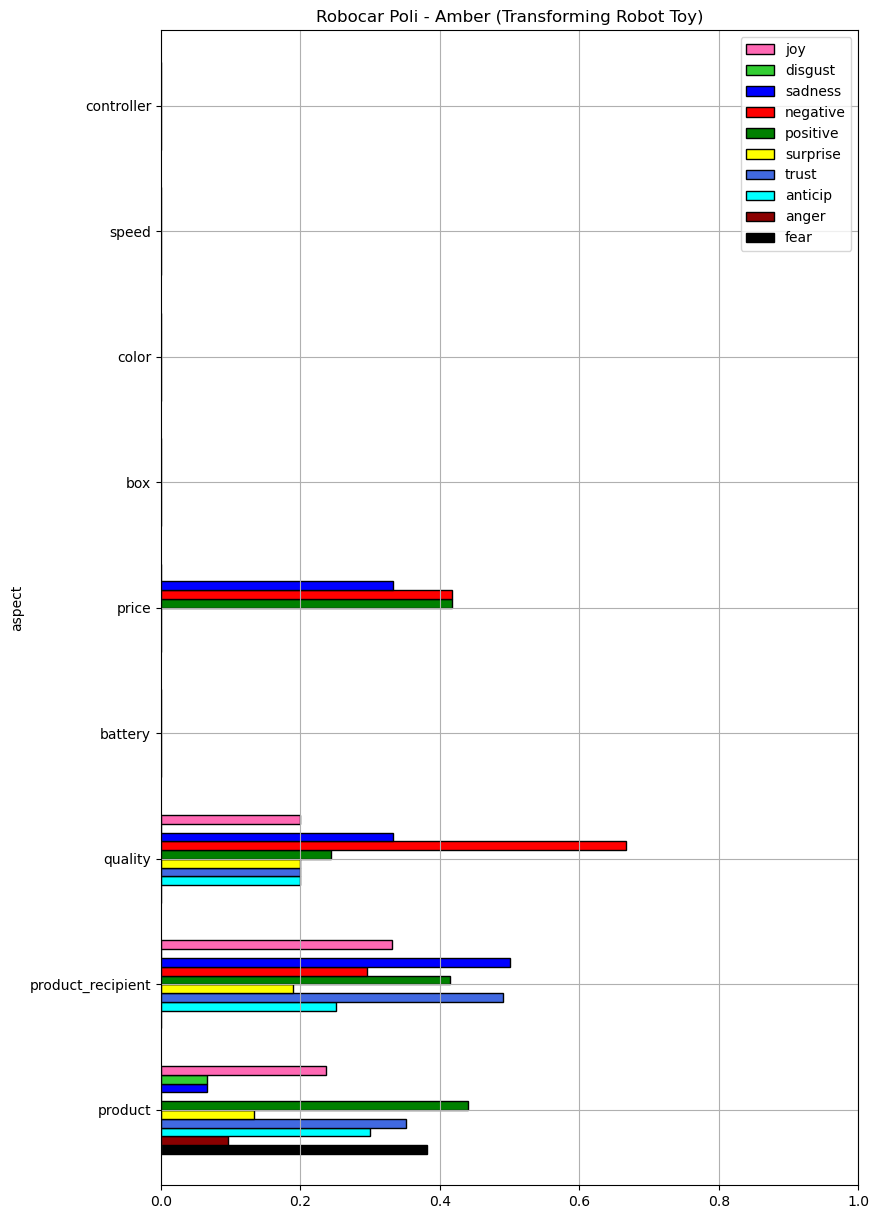 Robocar Poli - Amber (Transforming Robot Toy)
joy
disgust
sadness
negative
positive
surprise
trust
anticip
anger
fear
controller
speed
color
box
price
battery
quality
product_recipient
product
aspect
0.0 0.2 0.4 0.6 0.8 1.0